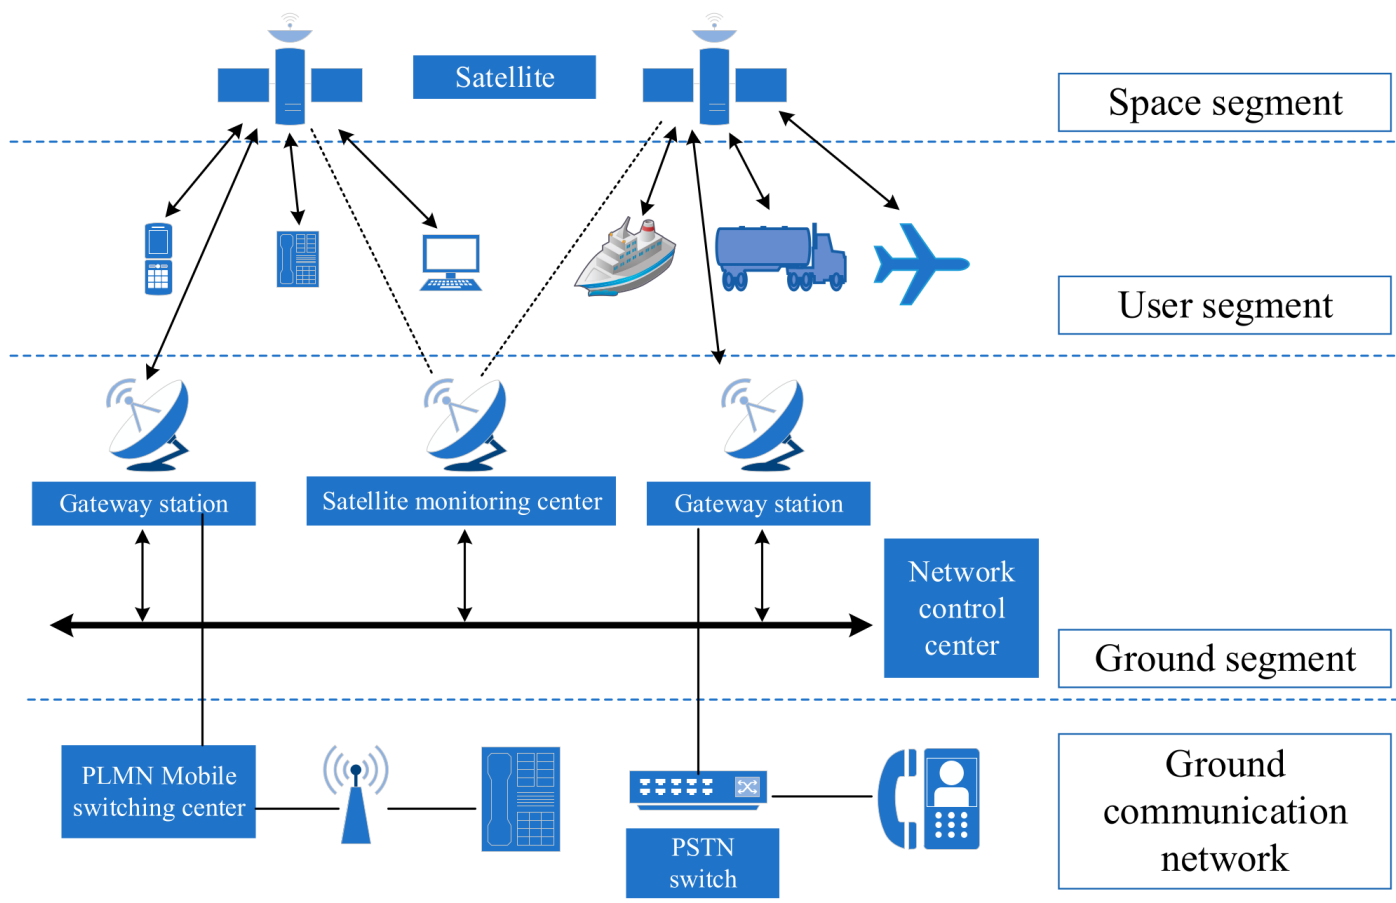 Satellite
Space segment
User segment
Gateway station
Satellite monitoring center
Gateway station
Network
control
center
Ground segment
PLMN Mobile
switching center
PSTN
switch
Ground
communication
network